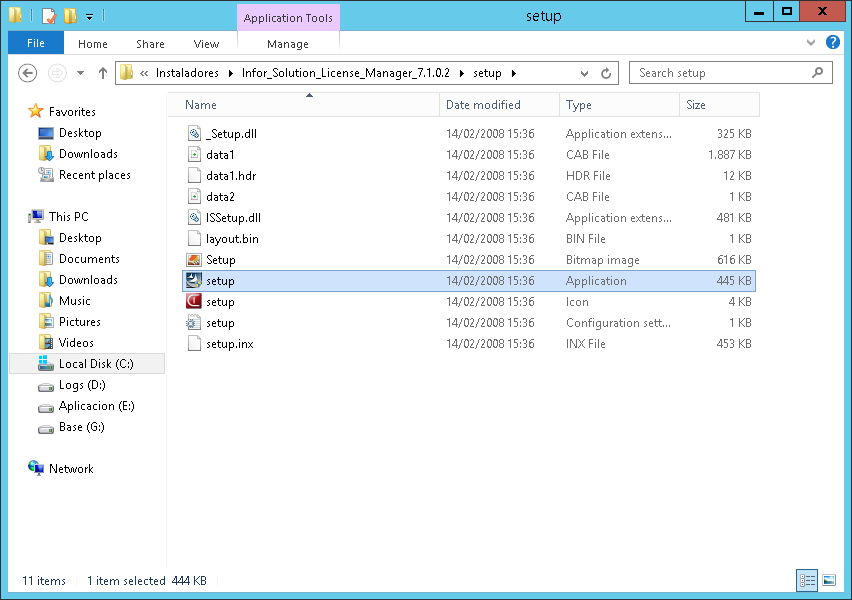 Application Tools
setup
File Home Share View Manage
« Instaladores Infor_Solution_License_Manager_7.1.0.2 setup
Search setup
Name Date modified Type Size
Favorites
Desktop
Downloads
Recent places
This PC
Desktop
Documents
Downloads
Music
Pictures
Videos
Local Disk (C:)
Logs (D:)
Aplicacion (E:)
Base (G:)
Network
_Setup.dll 14/02/2008 15:36 Application extens... 325 KB
data1 14/02/2008 15:36 CAB File 1.887 KB
data1.hdr 14/02/2008 15:36 HDR File 12 KB
data2 14/02/2008 15:36 CAB File 1 KB
ISSetup.dll 14/02/2008 15:36 Application extens... 481 KB
layout.bin 14/02/2008 15:36 BIN File 1 KB
Setup 14/02/2008 15:36 Bitmap image 616 KB
setup 14/02/2008 15:36 Application 445 KB
setup 14/02/2008 15:36 Icon 4 KB
setup 14/02/2008 15:36 Configuration sett... 1 KB
setup.inx 14/02/2008 15:36 INX File 453 KB
11 items 1 item selected 444 KB